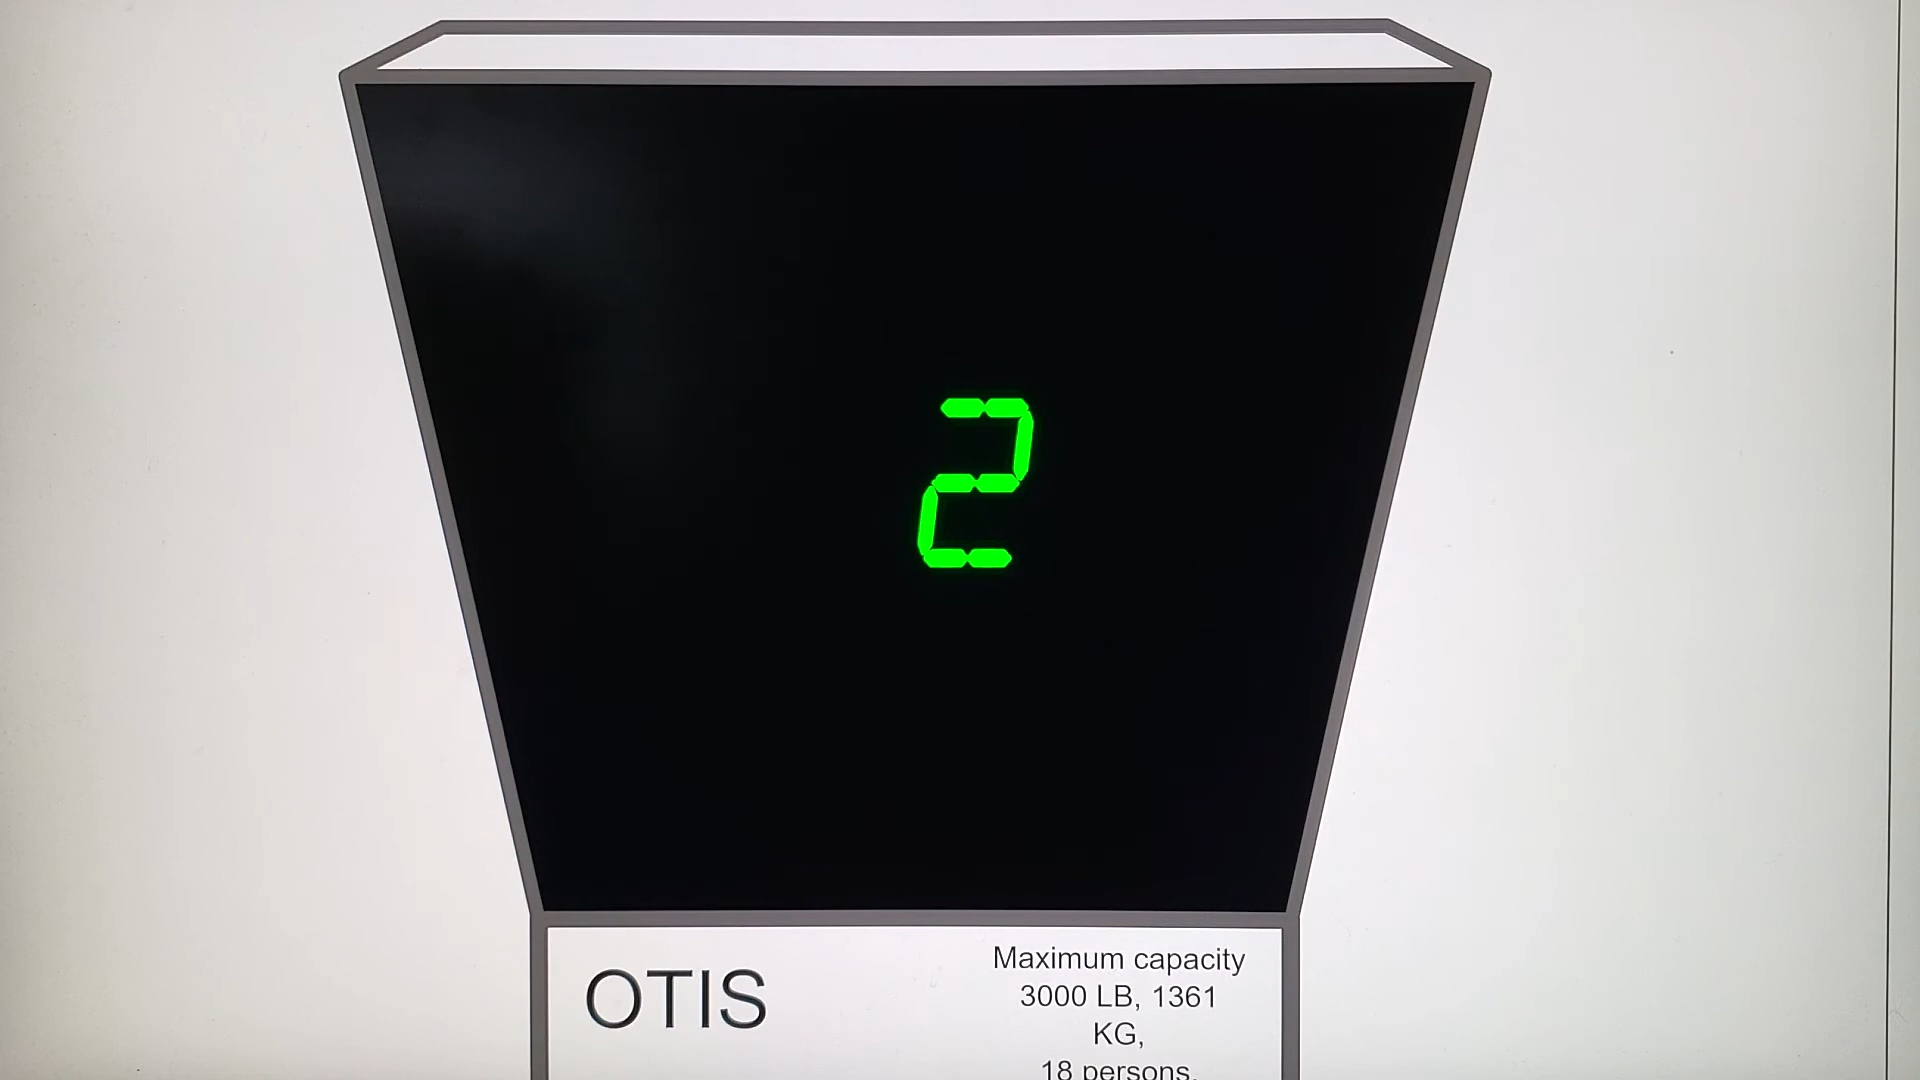 2
OTIS
Maximum capacity
3000 LB, 1361
KG,
18 persons.